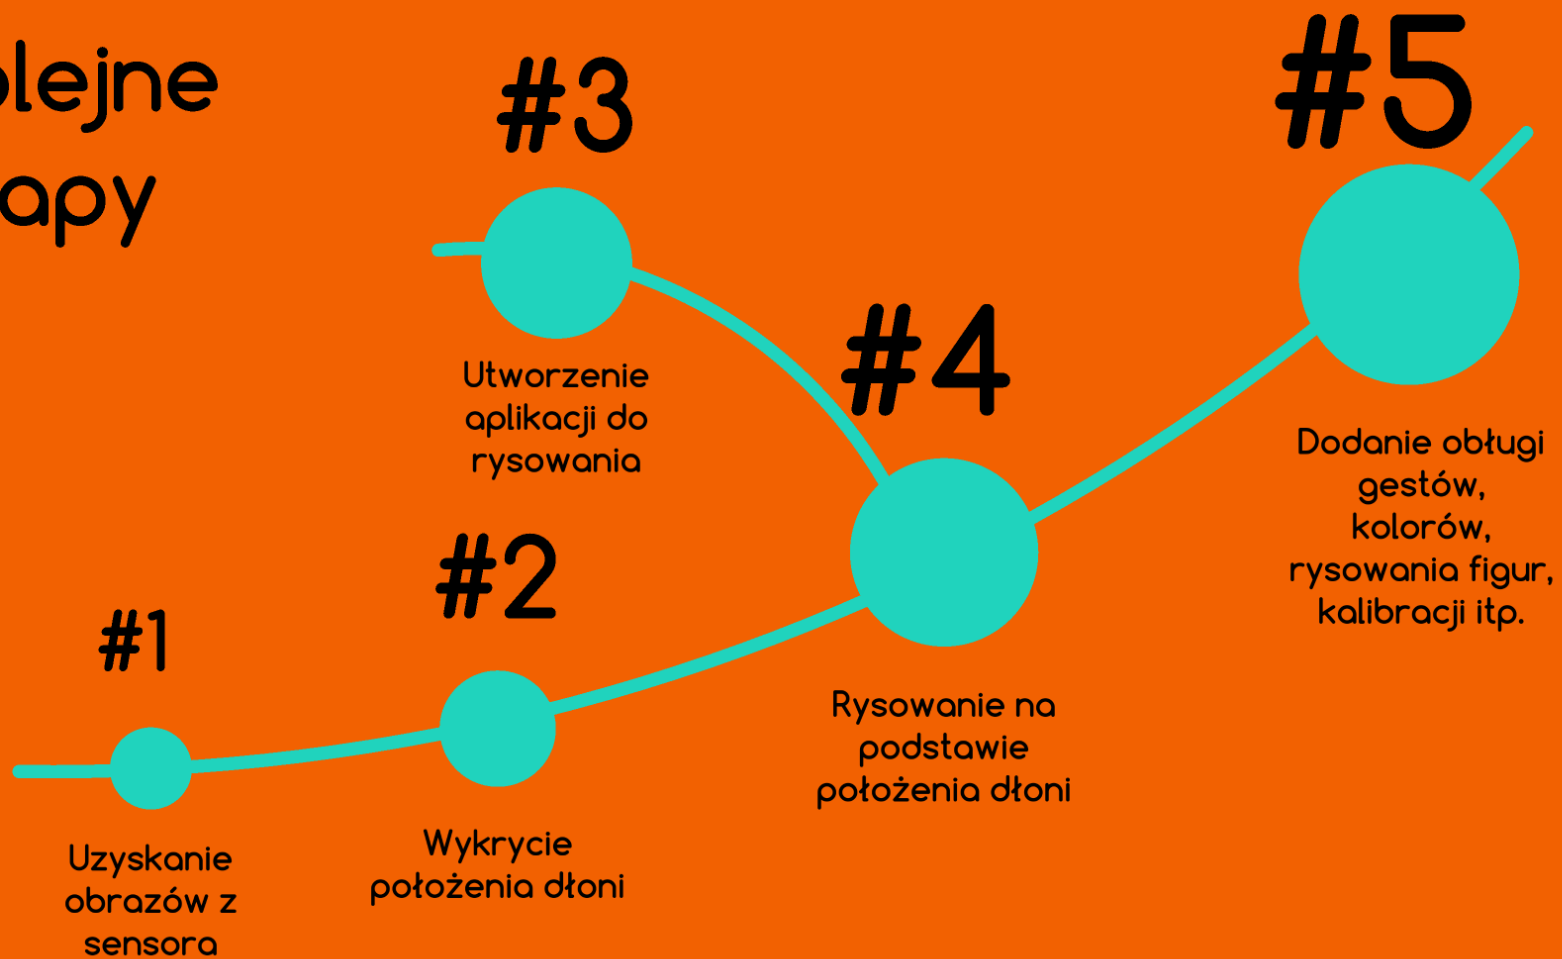 olejne
apy
#1
Uzyskanie
obrazów z
sensora
#2
Wykrycie
położenia dłoni
#3
Utworzenie
aplikacji do
rysowania
#4
Rysowanie na
podstawie
położenia dłoni
#5
Dodanie obługi
gestów,
kolorów,
rysowania figur,
kalibracji itp.